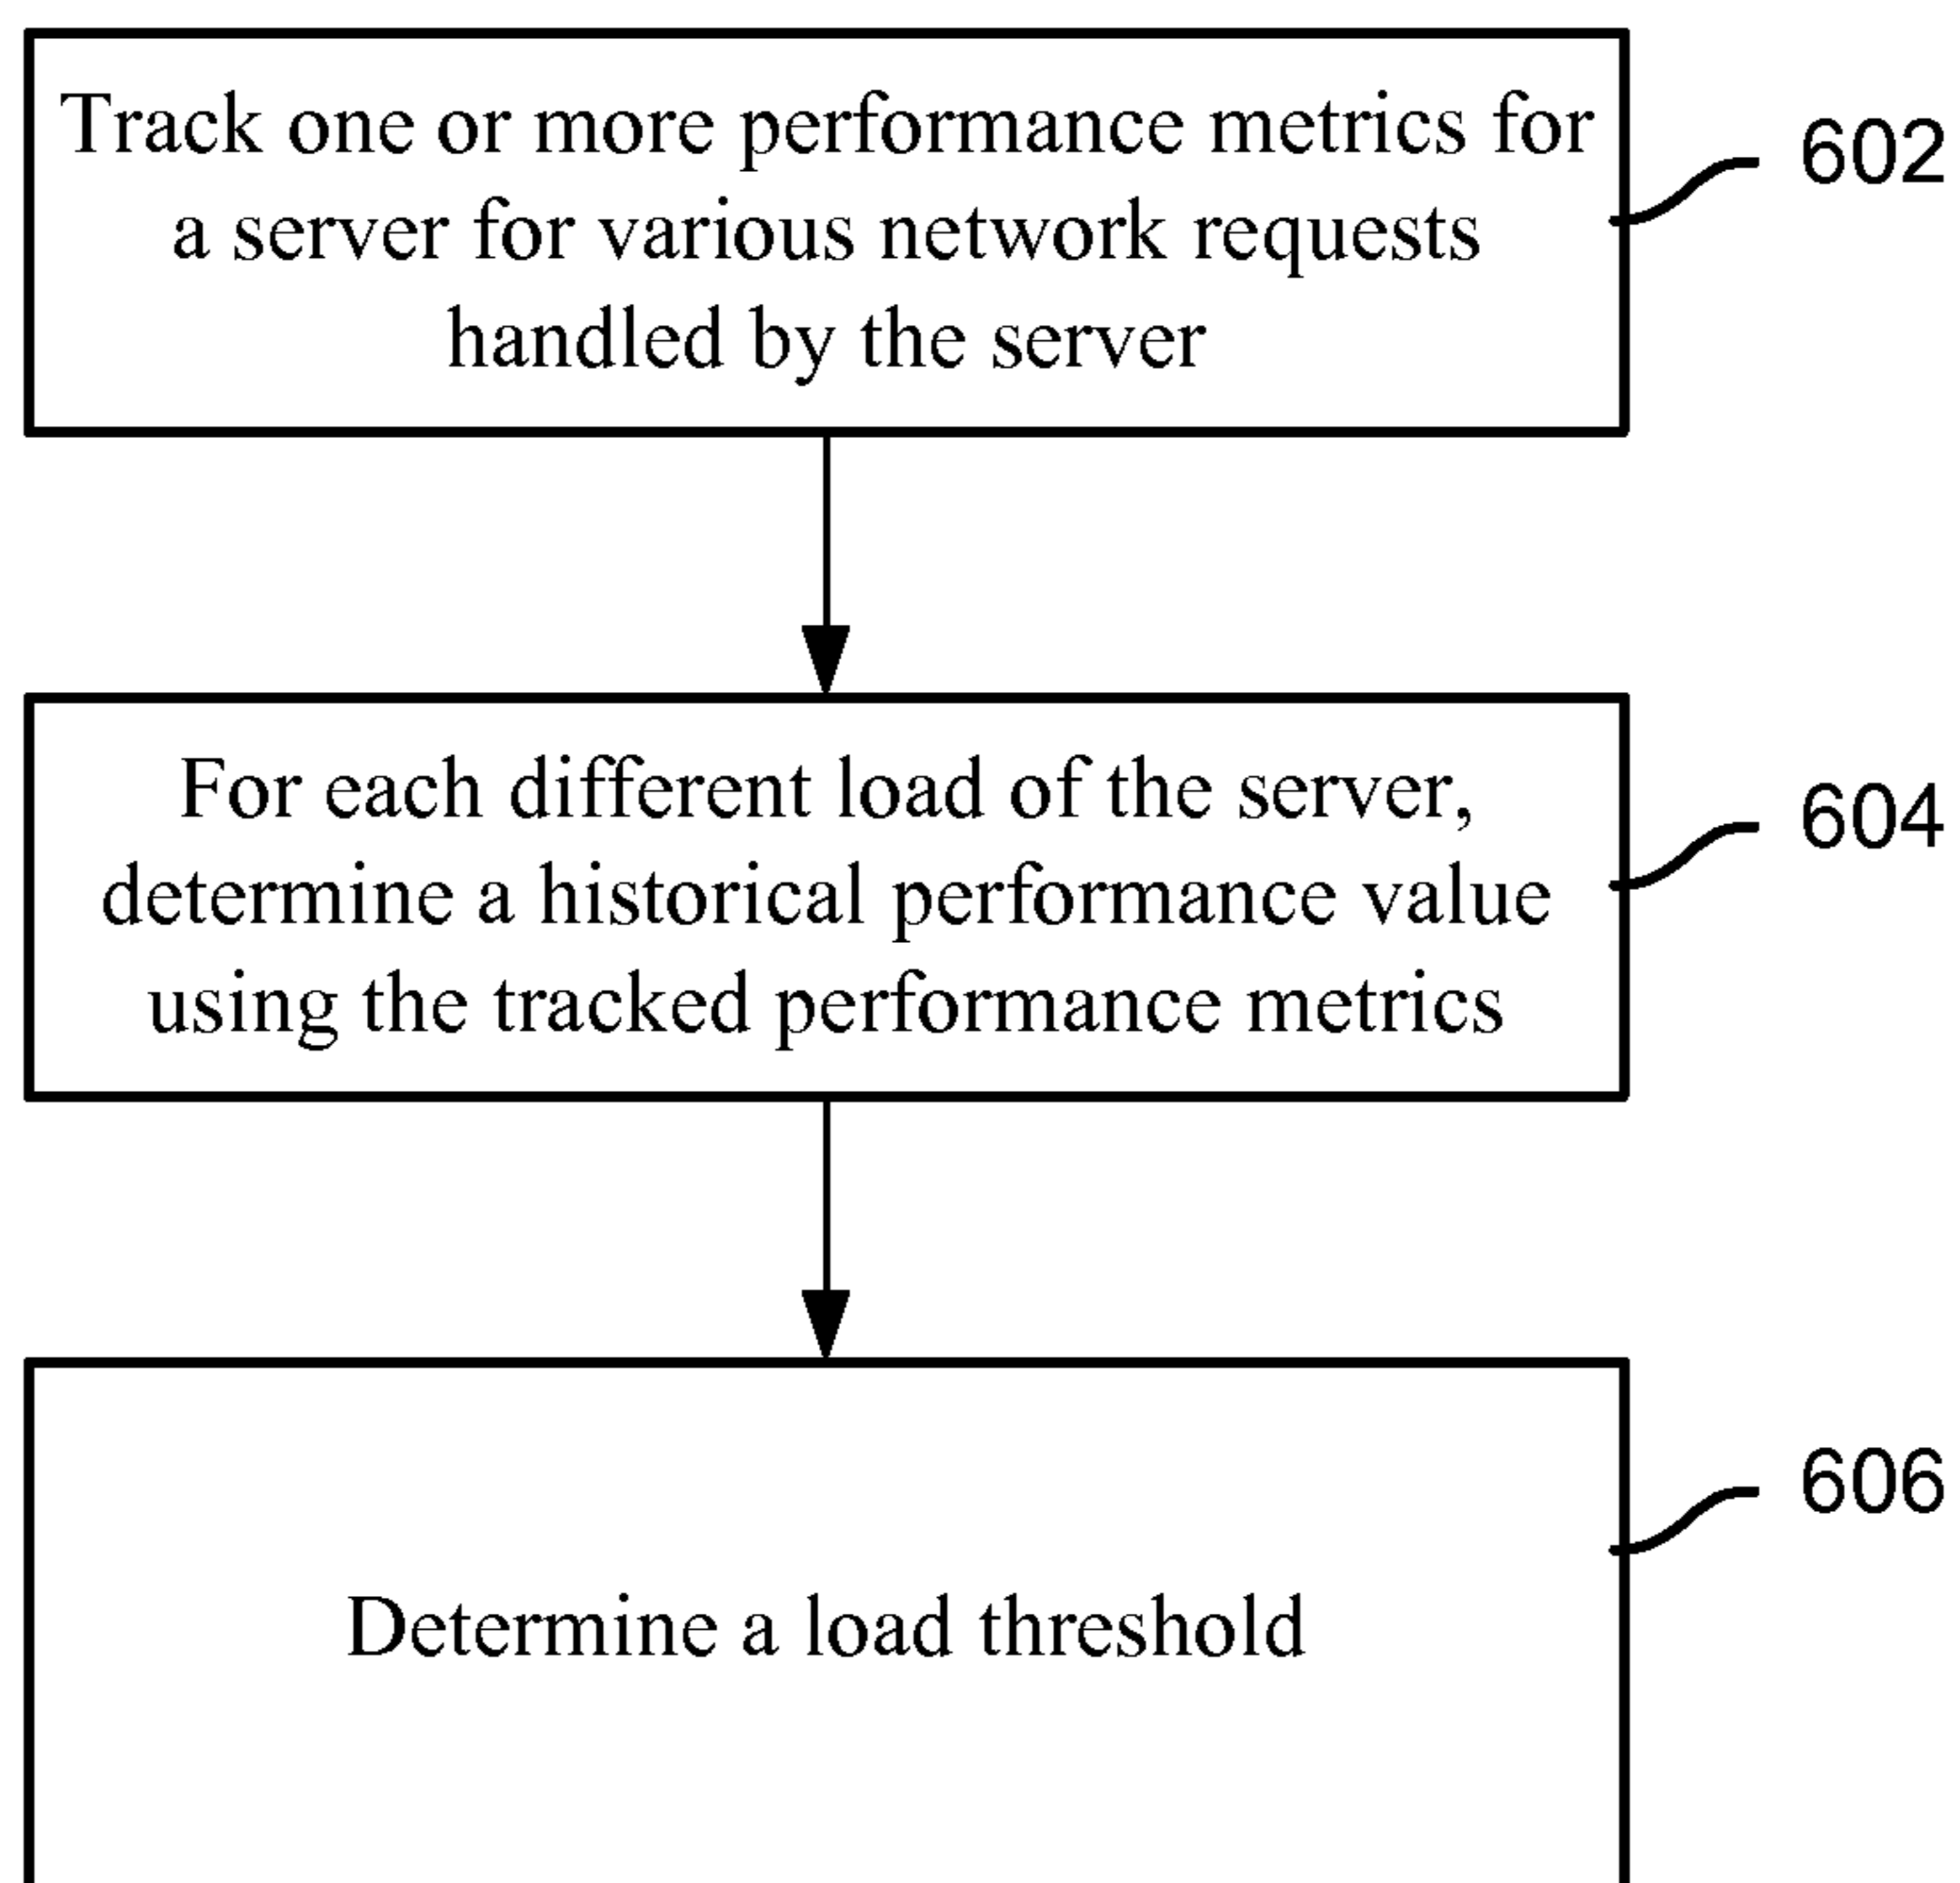 Track one or more performance metrics for
a server for various network requests
handled by the server
602
For each different load of the server,
determine a historical performance value
using the tracked performance metrics
604
Determine a load threshold
606